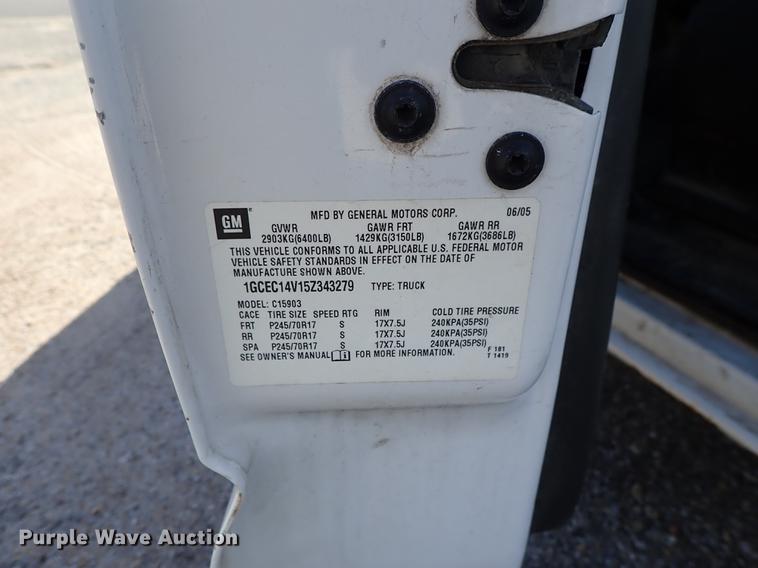 GM
MFD BY GENERAL MOTORS CORP. 06/05
GVWR GAWR FRT GAWR RR
2903KG(6400LB) 1429KG(3150LB) 1672KG(3686LB)
THIS VEHICLE CONFORMS TO ALL APPLICABLE U.S. FEDERAL MOTOR
VEHICLE SAFETY STANDARDS IN EFFECT ON THE DATE OF
MANUFACTURE SHOWN ABOVE.
1GCEC14V15Z343279 TYPE: TRUCK
MODEL: C15903
CACE TIRE SIZE SPEED RTG RIM COLD TIRE PRESSURE
FRT P245/70R17 S 17X7.5J 240KPA(35PSI)
RR P245/70R17 S 17X7.5J 240KPA(35PSI)
SPA P245/70R17 S 17X7.5J 240KPA(35PSI)
SEE OWNER'S MANUAL FOR MORE INFORMATION.
F 181
T 1419
Purple Wave Auction